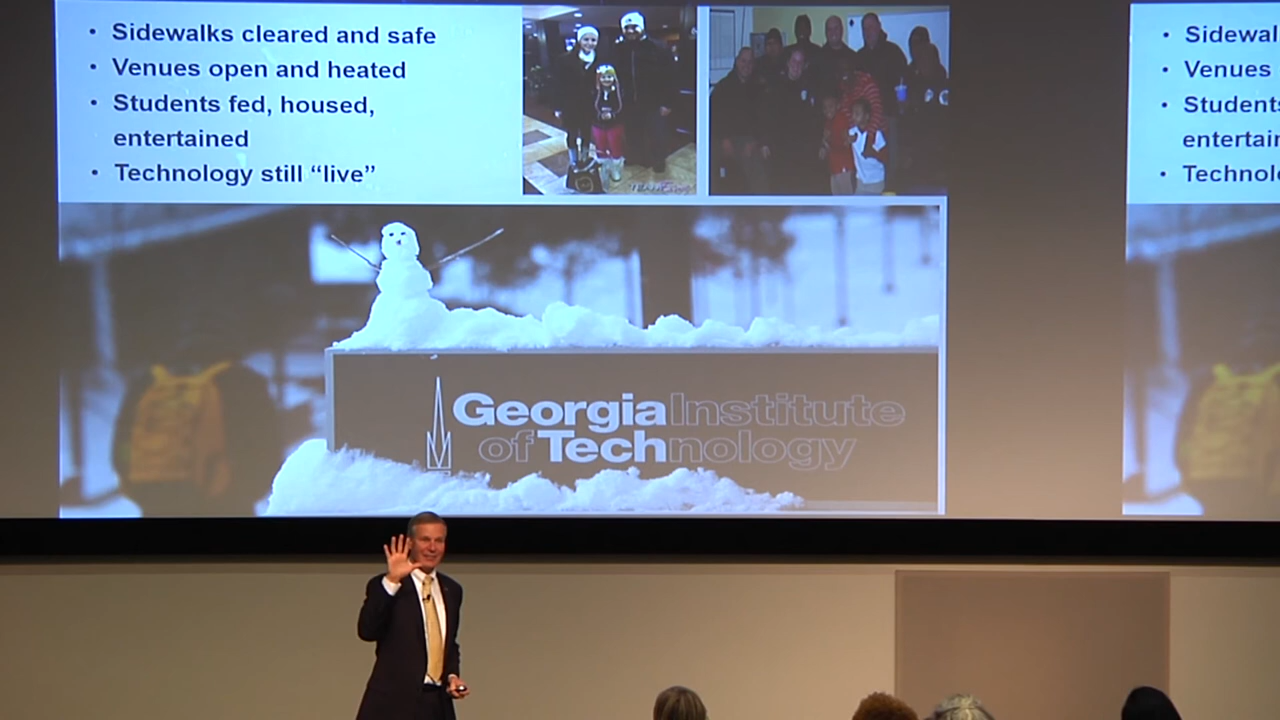 • Sidewalks cleared and safe
• Venues open and heated
• Students fed, housed,
entertained
• Technology still “live”
Georgia Institute
of Technology
• Sidewal
• Venues
• Students
entertain
• Technol